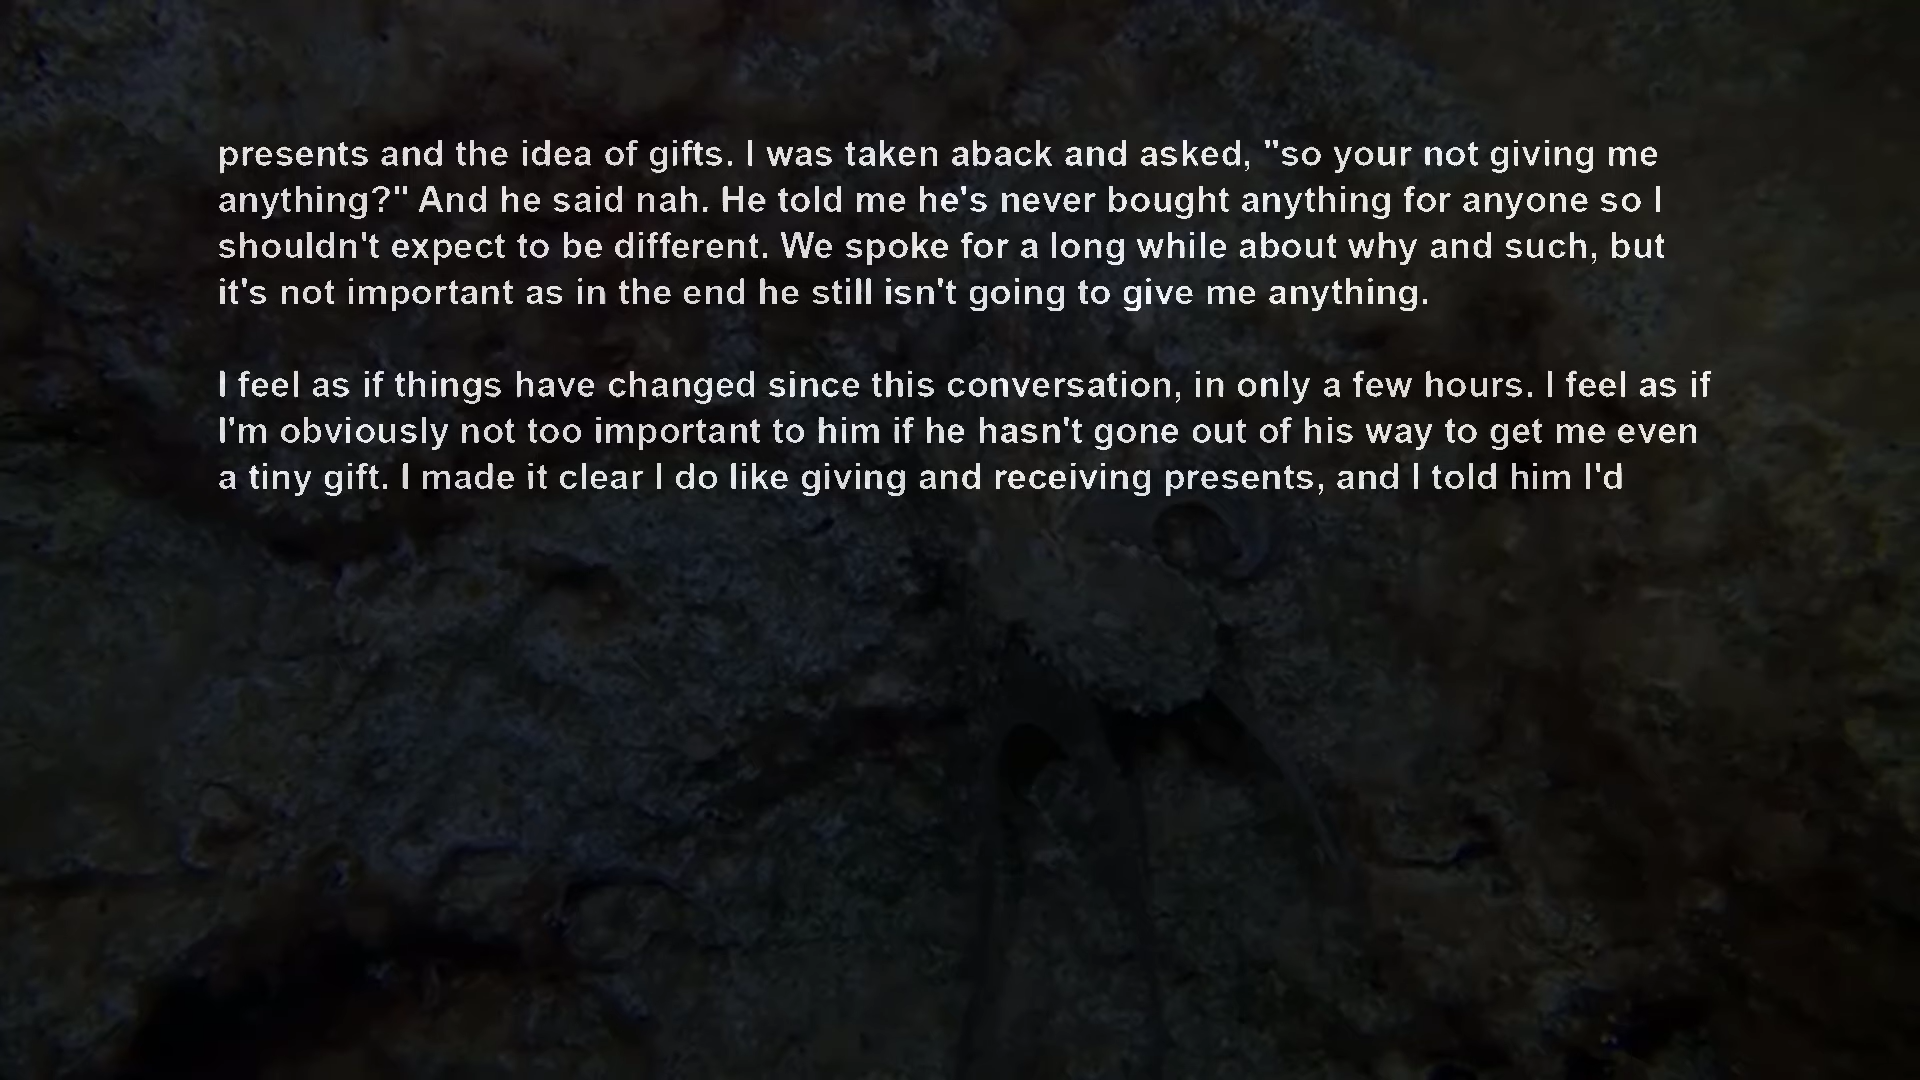 presents and the idea of gifts. I was taken aback and asked, "so your not giving me
anything?" And he said nah. He told me he's never bought anything for anyone so I
shouldn't expect to be different. We spoke for a long while about why and such, but
it's not important as in the end he still isn't going to give me anything.
I feel as if things have changed since this conversation, in only a few hours. I feel as if
I'm obviously not too important to him if he hasn't gone out of his way to get me even
a tiny gift. I made it clear I do like giving and receiving presents, and I told him I'd